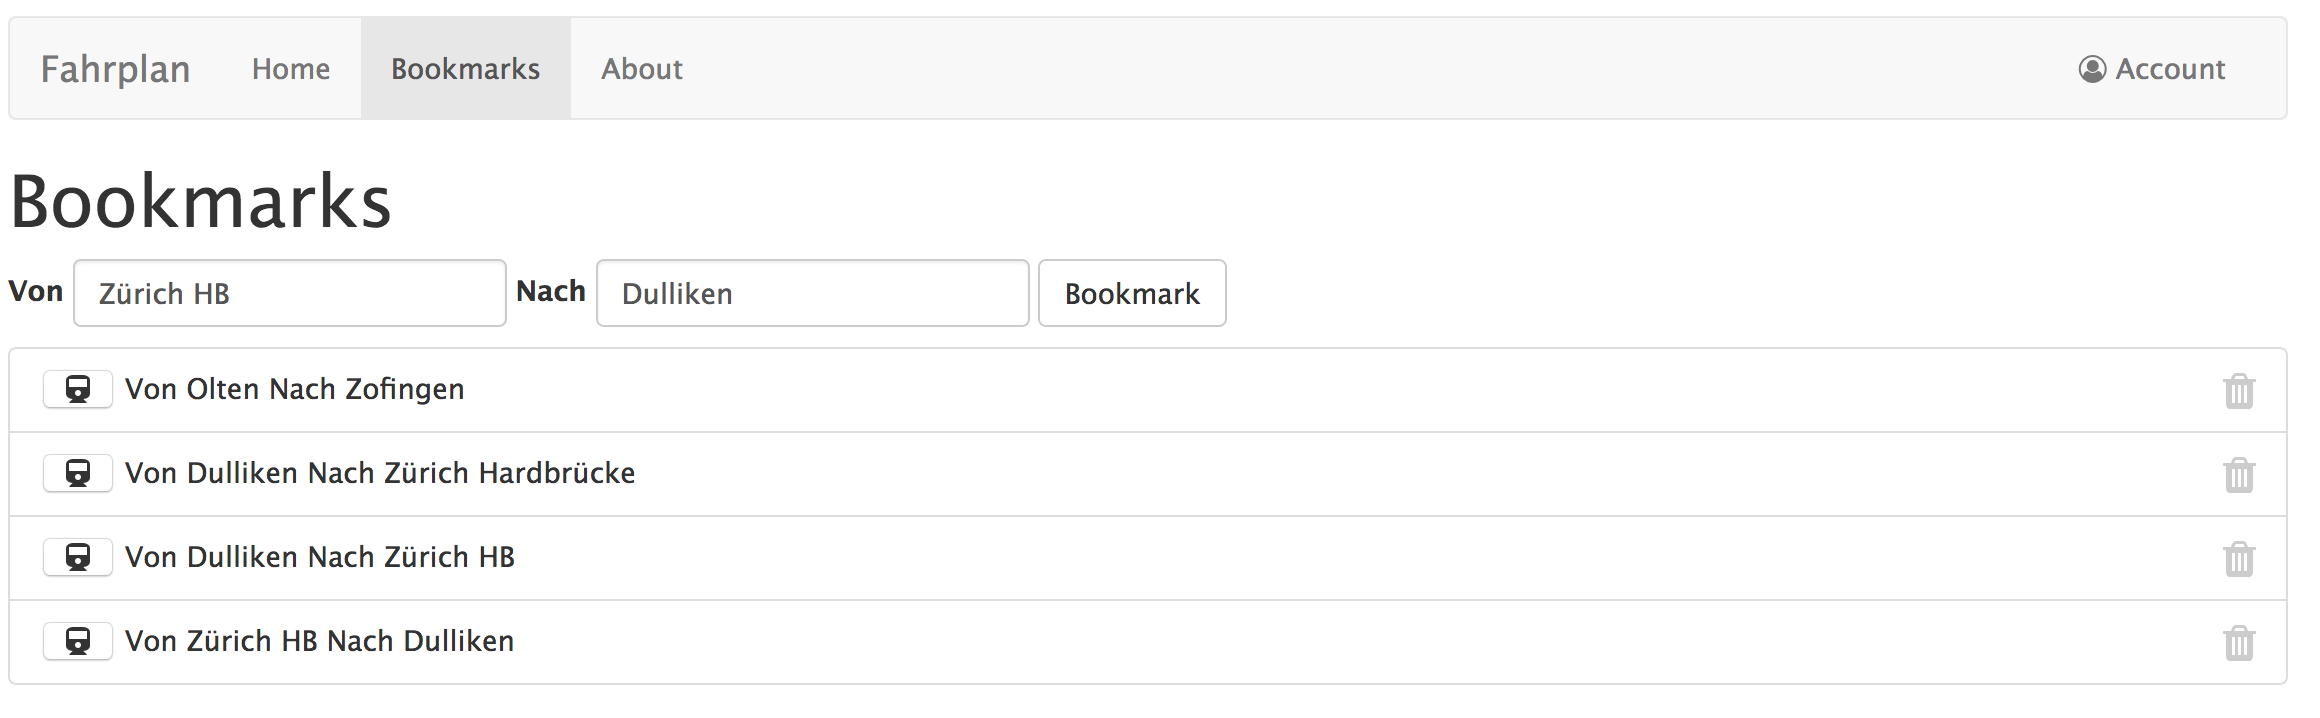 Fahrplan Home Bookmarks About Account
Bookmarks
Von Zürich HB Nach Dulliken Bookmark
Von Olten Nach Zofingen
Von Dulliken Nach Zürich Hardbrücke
Von Dulliken Nach Zürich HB
Von Zürich HB Nach Dulliken